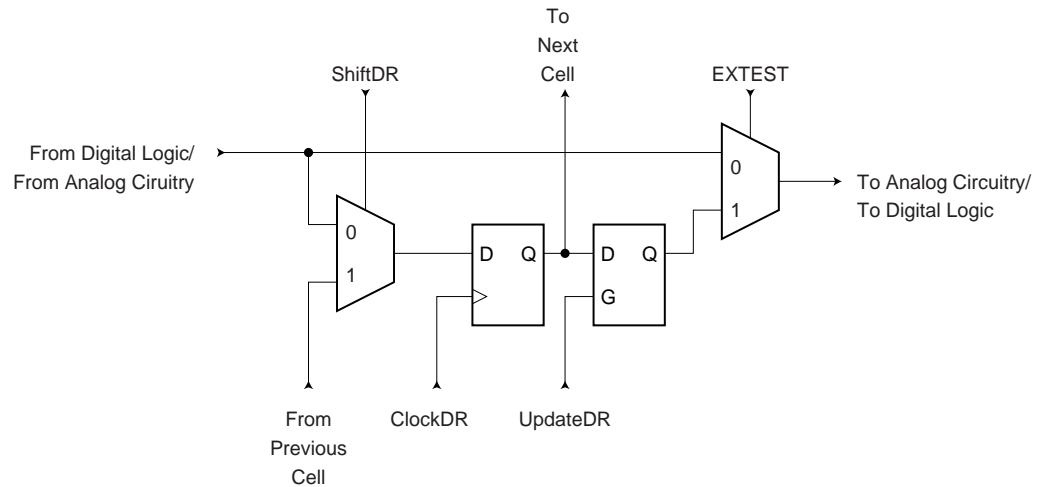 To
Next
Cell
ShiftDR
EXTEST
From Digital Logic/
From Analog Ciruitry
0
1
D Q
D Q
G
0
1
To Analog Circuitry/
To Digital Logic
From
Previous
Cell
ClockDR
UpdateDR